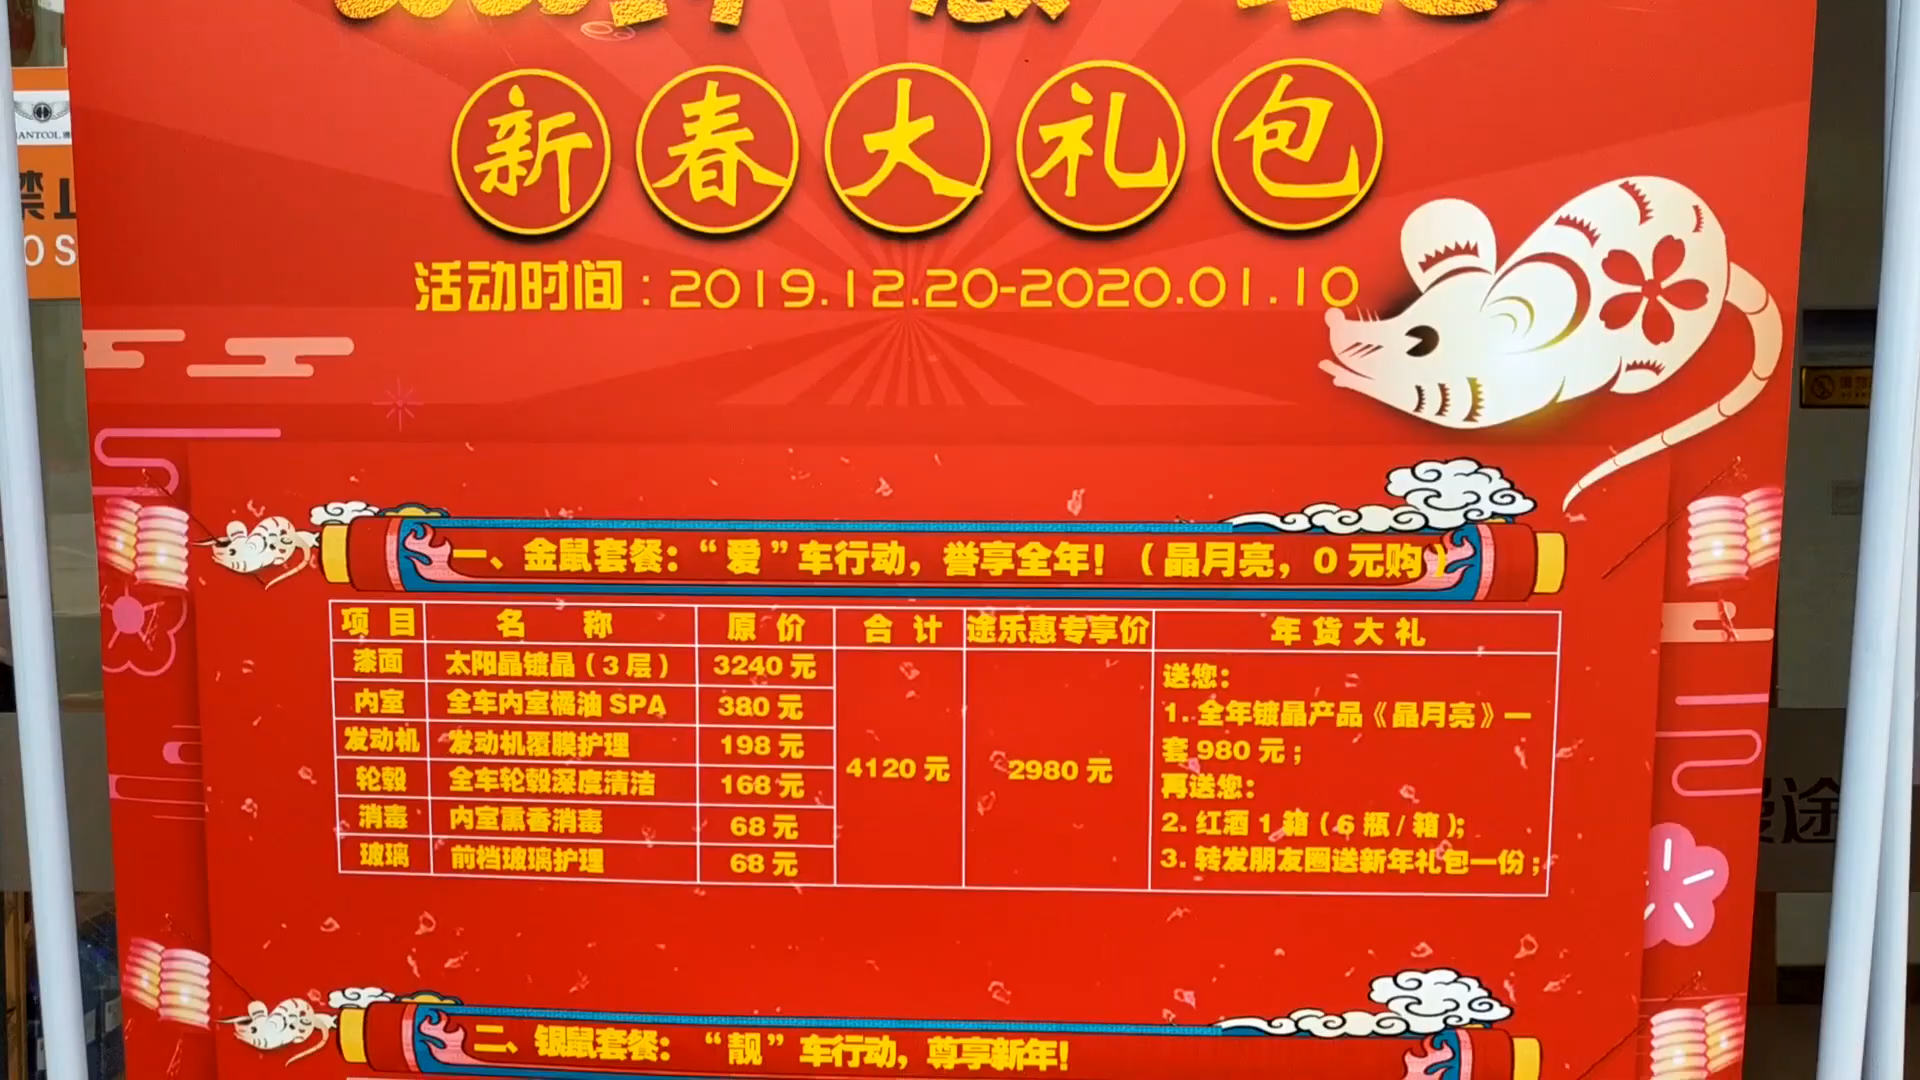 新春大礼包
活动时间:2019.12.20-2020.01.10
禁止
OS
ANTCOL
一、金鼠套餐：“爱”车行动，誉享全年！（晶月亮，0元购）
项目 名称 原价 合计 途乐惠专享价 年货大礼
漆面 太阳晶镀晶（3层） 3240元
内室 全车内室橘油SPA 380元
发动机 发动机覆膜护理 198元
轮毂 全车轮毂深度清洁 168元
消毒 内室熏香消毒 68元
玻璃 前档玻璃护理 68元
4120元
2980元
送您：
1. 全年镀晶产品《晶月亮》一
套980元；
再送您：
2. 红酒1箱（6瓶/箱）；
3. 转发朋友圈送新年礼包一份；
途
二、银鼠套餐：“靓”车行动，尊享新年！